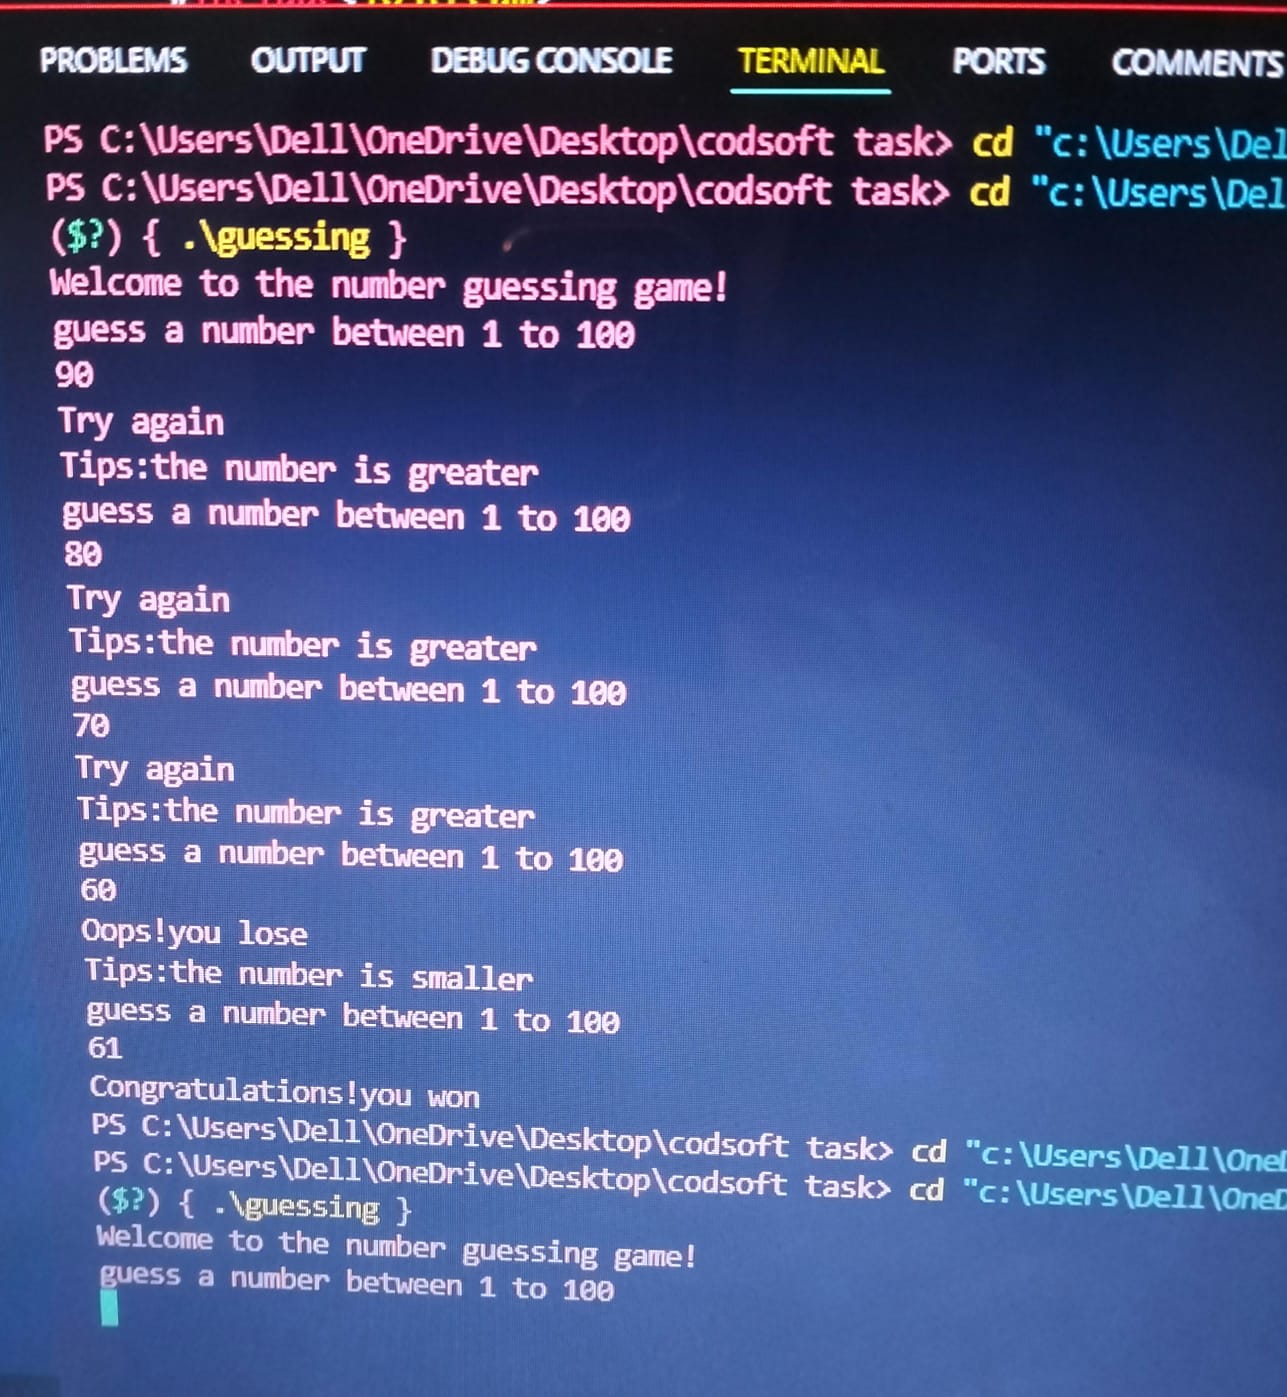 PROBLEMS OUTPUT DEBUG CONSOLE TERMINAL PORTS COMMENTS
PS C:\Users\Dell\OneDrive\Desktop\codsoft task> cd "c:\Users\Del
PS C:\Users\Dell\OneDrive\Desktop\codsoft task> cd "c:\Users\Del
($?) { .\guessing }
Welcome to the number guessing game!
guess a number between 1 to 100
90
Try again
Tips:the number is greater
guess a number between 1 to 100
80
Try again
Tips:the number is greater
guess a number between 1 to 100
70
Try again
Tips:the number is greater
guess a number between 1 to 100
60
Oops!you lose
Tips:the number is smaller
guess a number between 1 to 100
61
Congratulations!you won
PS C:\Users\Dell\OneDrive\Desktop\codsoft task> cd "c:\Users\Dell\OneD
PS C:\Users\Dell\OneDrive\Desktop\codsoft task> cd "c:\Users\Dell\OneD
($?) { .\guessing }
Welcome to the number guessing game!
guess a number between 1 to 100